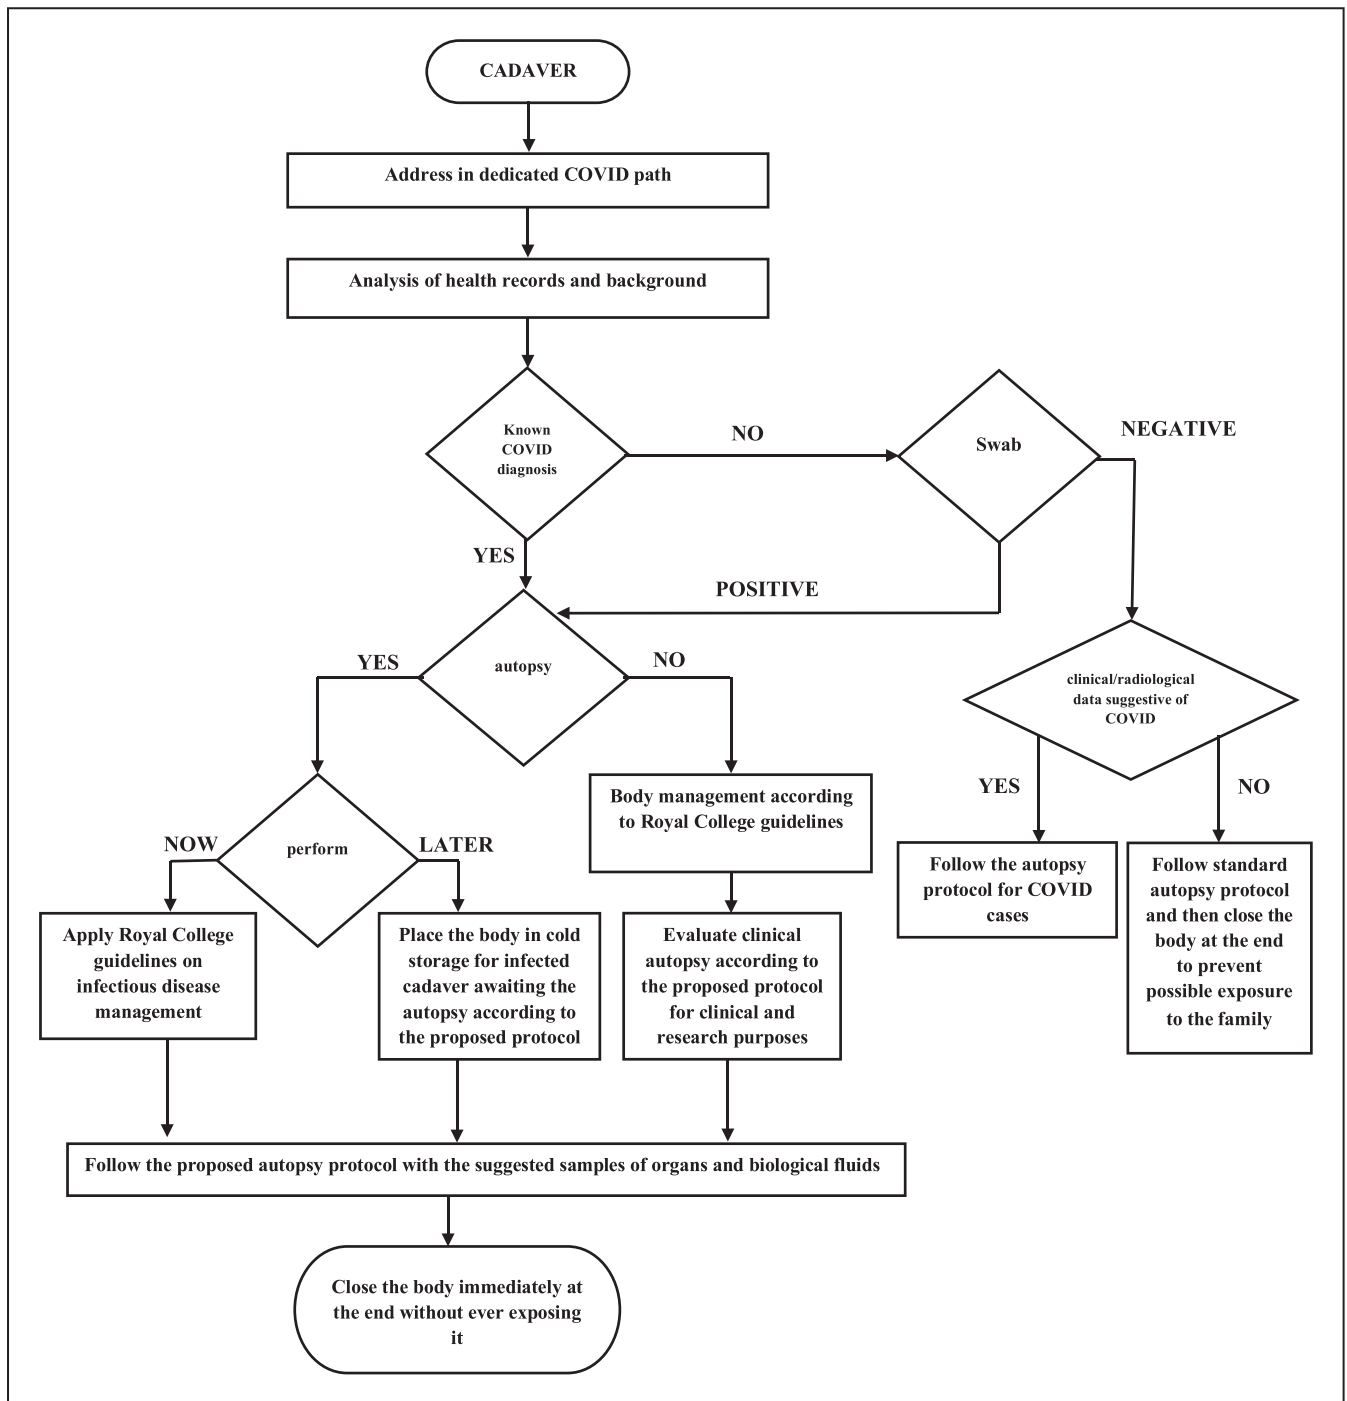 CADAVER
Address in dedicated COVID path
Analysis of health records and background
Known
COVID
diagnosis
NO
Swab
NEGATIVE
YES
POSITIVE
autopsy
YES
NO
clinical/radiological
data suggestive of
COVID
YES
NO
perform
NOW
LATER
Body management according
to Royal College guidelines
Follow the autopsy
protocol for COVID
cases
Follow standard
autopsy protocol
and then close the
body at the end
to prevent
possible exposure
to the family
Apply Royal College
guidelines on
infectious disease
management
Place the body in cold
storage for infected
cadaver awaiting the
autopsy according to
the proposed protocol
Evaluate clinical
autopsy according to
the proposed protocol
for clinical and
research purposes
Follow the proposed autopsy protocol with the suggested samples of organs and biological fluids
Close the body immediately at
the end without ever exposing
it